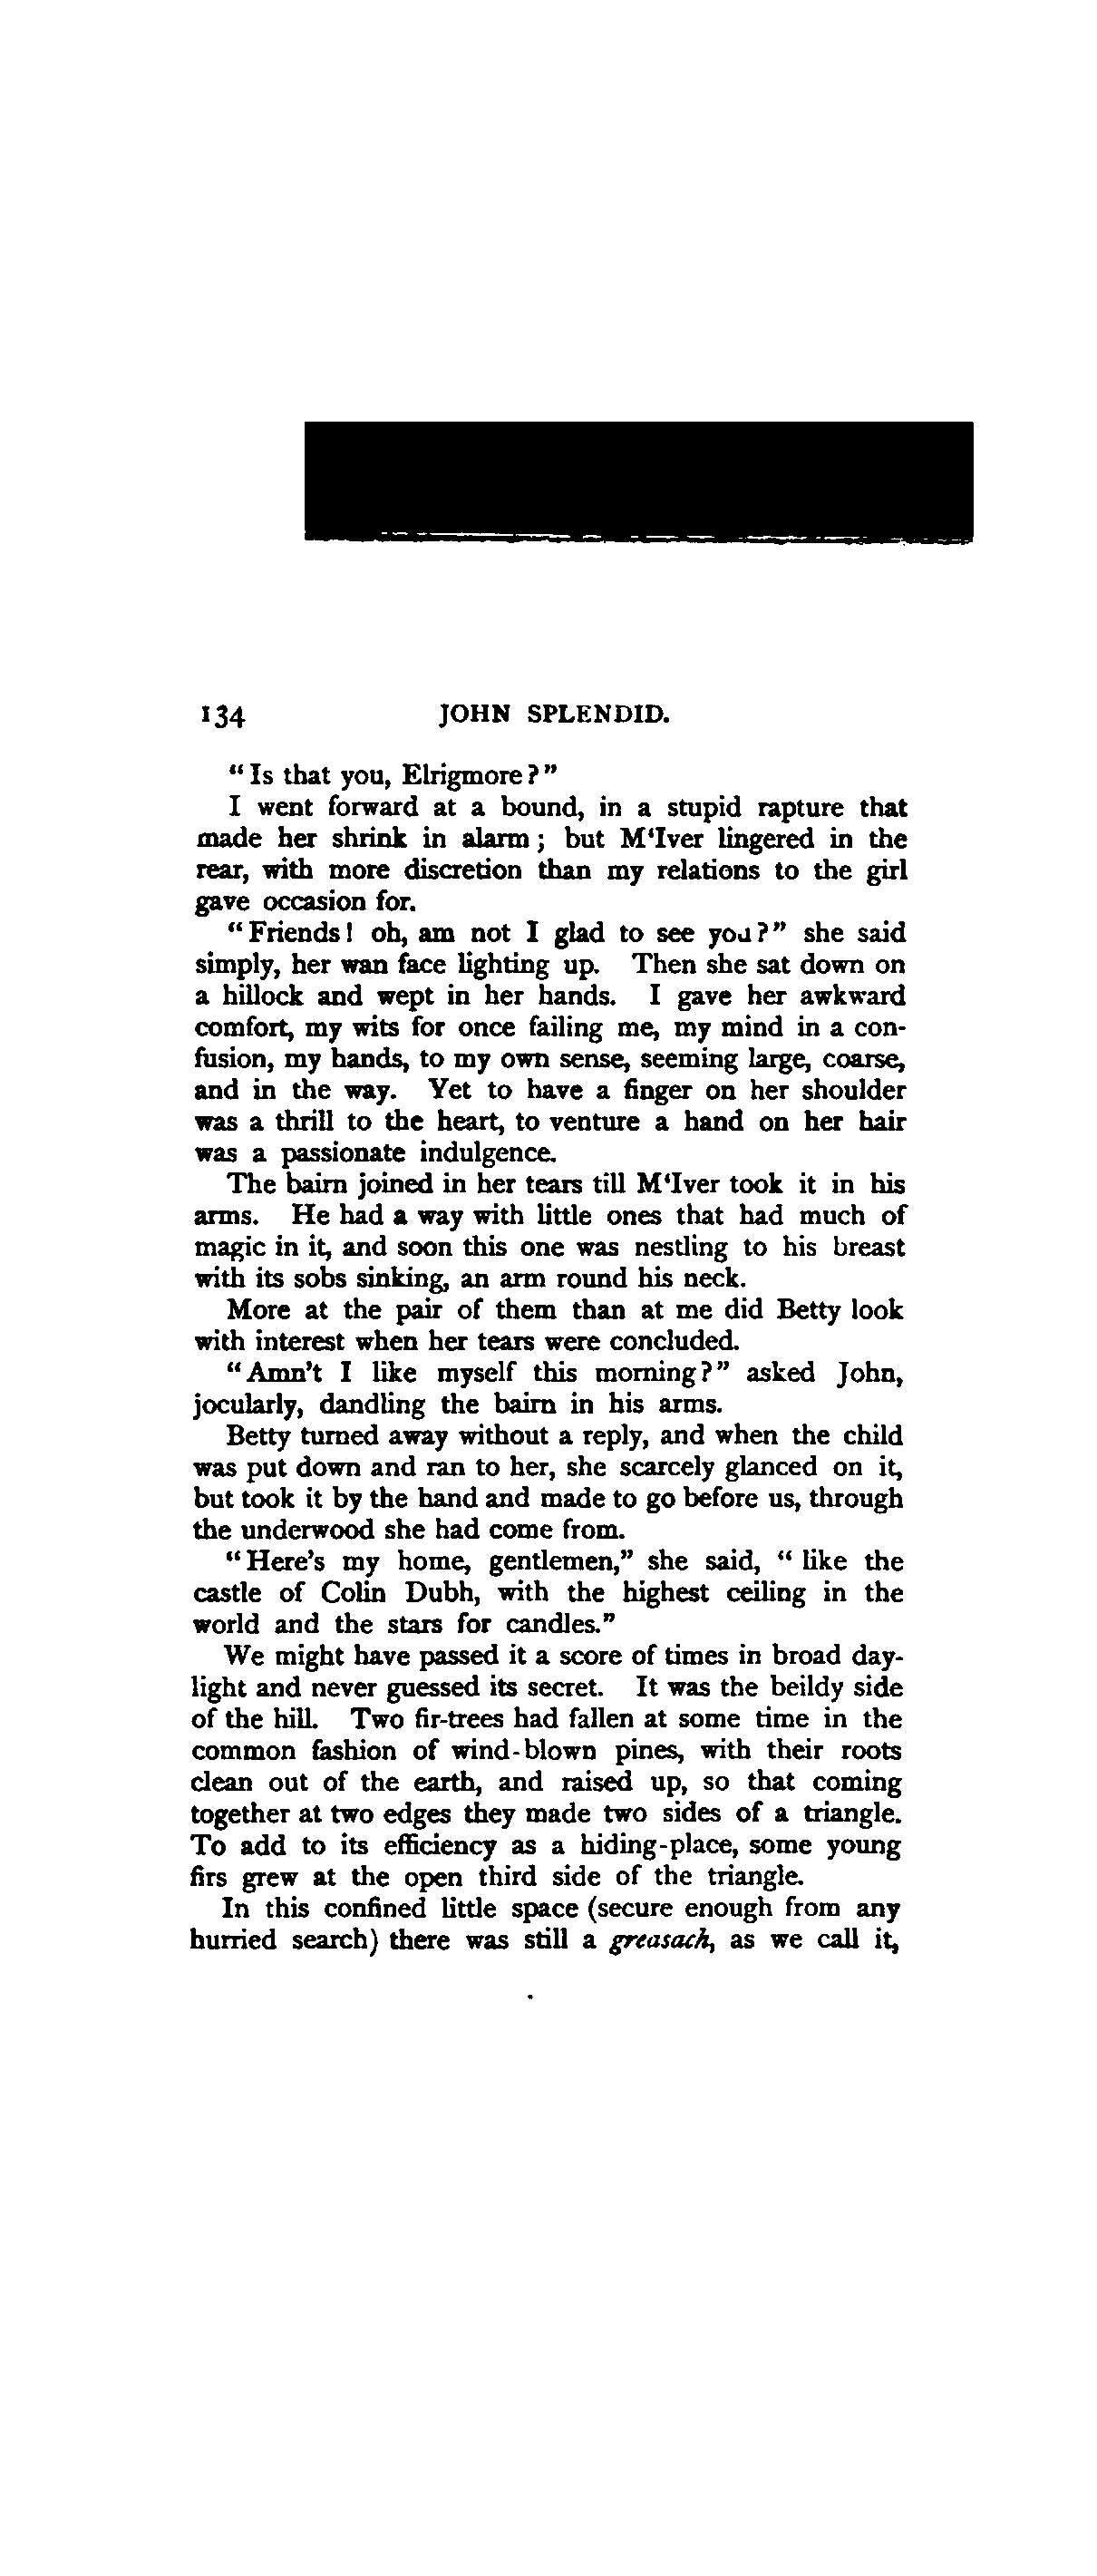 134 JOHN SPLENDID.
“Is that you, Elrigmore?”
I went forward at a bound, in a stupid rapture that
made her shrink in alarm; but M‘Iver lingered in the
rear, with more discretion than my relations to the girl
gave occasion for.
“Friends! oh, am not I glad to see you?” she said
simply, her wan face lighting up. Then she sat down on
a hillock and wept in her hands. I gave her awkward
comfort, my wits for once failing me, my mind in a con-
fusion, my hands, to my own sense, seeming large, coarse,
and in the way. Yet to have a finger on her shoulder
was a thrill to the heart, to venture a hand on her hair
was a passionate indulgence.
The bairn joined in her tears till M‘Iver took it in his
arms. He had a way with little ones that had much of
magic in it, and soon this one was nestling to his breast
with its sobs sinking, an arm round his neck.
More at the pair of them than at me did Betty look
with interest when her tears were concluded.
“Amn’t I like myself this morning?” asked John,
jocularly, dandling the bairn in his arms.
Betty turned away without a reply, and when the child
was put down and ran to her, she scarcely glanced on it,
but took it by the hand and made to go before us, through
the underwood she had come from.
“Here’s my home, gentlemen,” she said, “like the
castle of Colin Dubh, with the highest ceiling in the
world and the stars for candles.”
We might have passed it a score of times in broad day-
light and never guessed its secret. It was the beildy side
of the hill. Two fir-trees had fallen at some time in the
common fashion of wind-blown pines, with their roots
clean out of the earth, and raised up, so that coming
together at two edges they made two sides of a triangle.
To add to its efficiency as a hiding-place, some young
firs grew at the open third side of the triangle.
In this confined little space (secure enough from any
hurried search) there was still a greasach, as we call it,